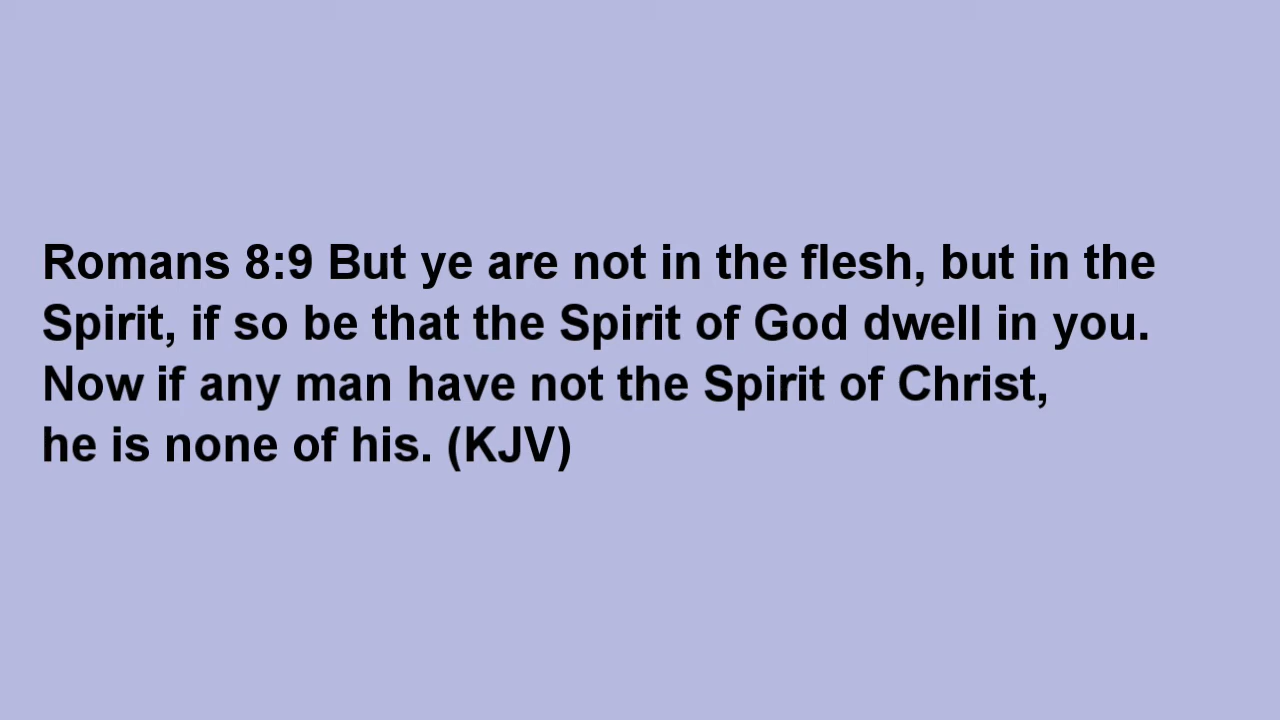 Romans 8:9 But ye are not in the flesh, but in the
Spirit, if so be that the Spirit of God dwell in you.
Now if any man have not the Spirit of Christ,
he is none of his. (KJV)